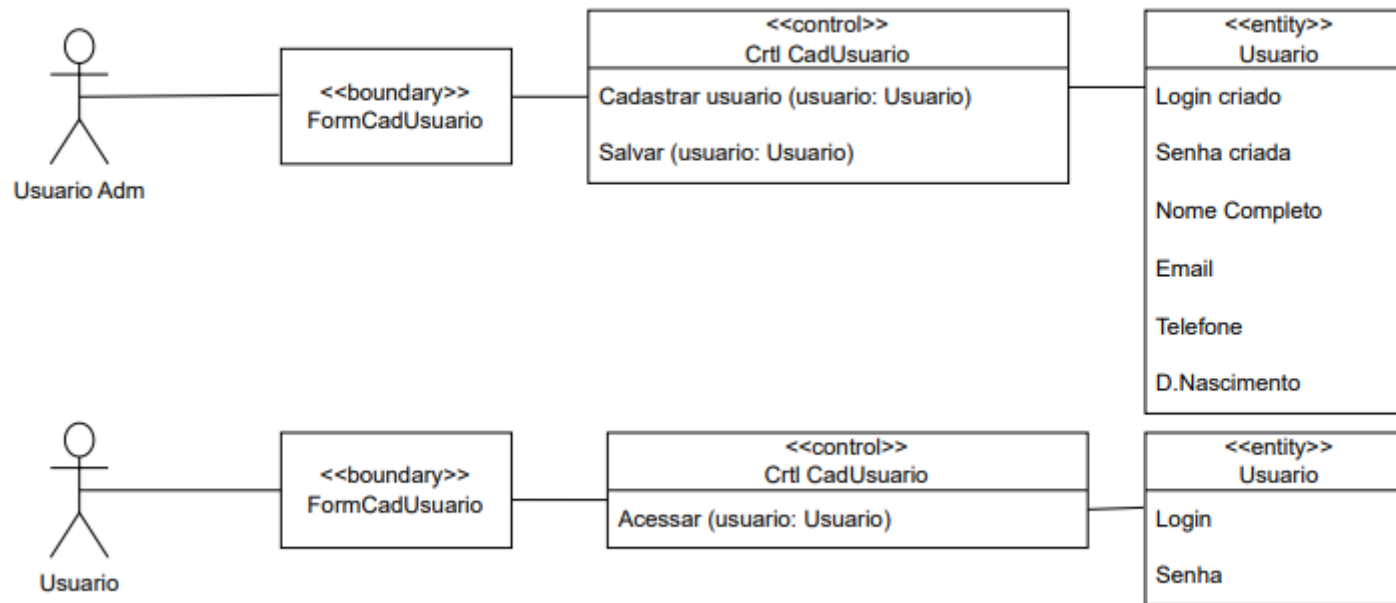 <<control>>
Crtl CadUsuario
<<entity>>
Usuario
<<boundary>>
FormCadUsuario
Cadastrar usuario (usuario: Usuario)
Salvar (usuario: Usuario)
Login criado
Senha criada
Nome Completo
Email
Telefone
D.Nascimento
Usuario Adm
<<boundary>>
FormCadUsuario
<<control>>
Crtl CadUsuario
Acessar (usuario: Usuario)
<<entity>>
Usuario
Login
Senha
Usuario